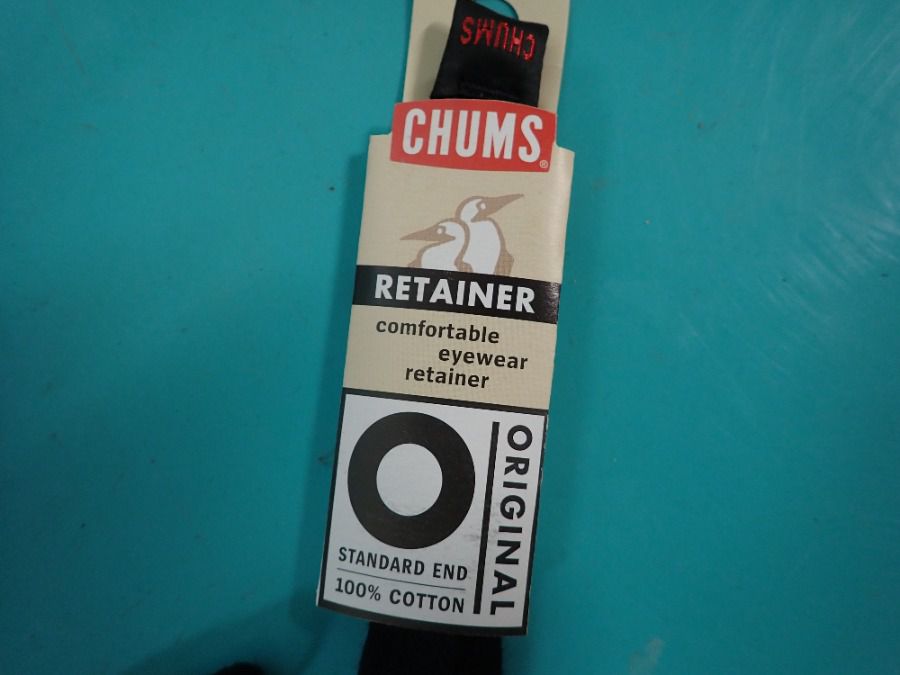 CHUMS
CHUMS®
RETAINER
comfortable
eyewear
retainer
ORIGINAL
STANDARD END
100% COTTON